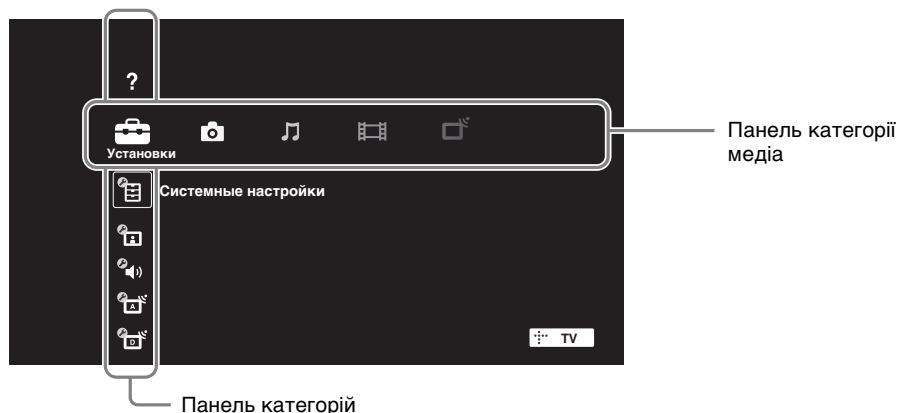 ?
Установки
Панель категорії
медіа
Системные настройки
A
D
TV
Панель категорій